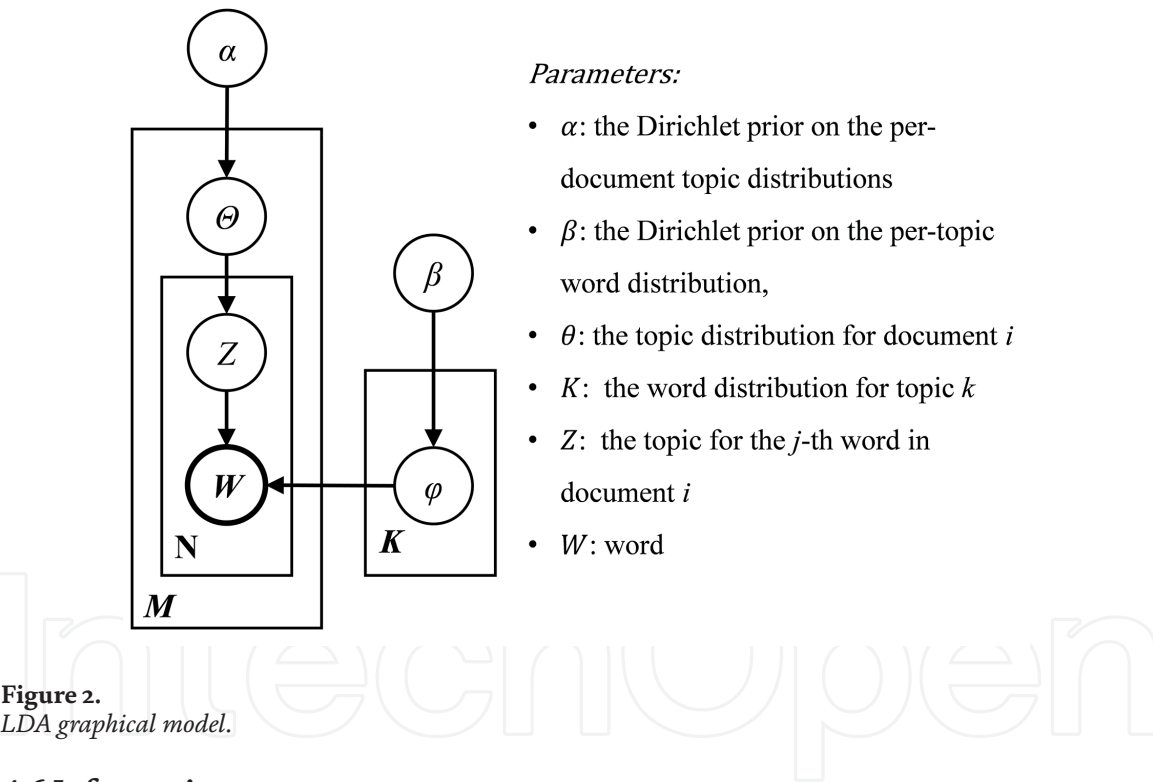 α
Θ
Z
W
N
M
β
φ
K
Parameters:
• α: the Dirichlet prior on the per-
document topic distributions
• β: the Dirichlet prior on the per-topic
word distribution,
• θ: the topic distribution for document i
• K: the word distribution for topic k
• Z: the topic for the j-th word in
document i
• W: word
IntechOpen
Figure 2.
LDA graphical model.